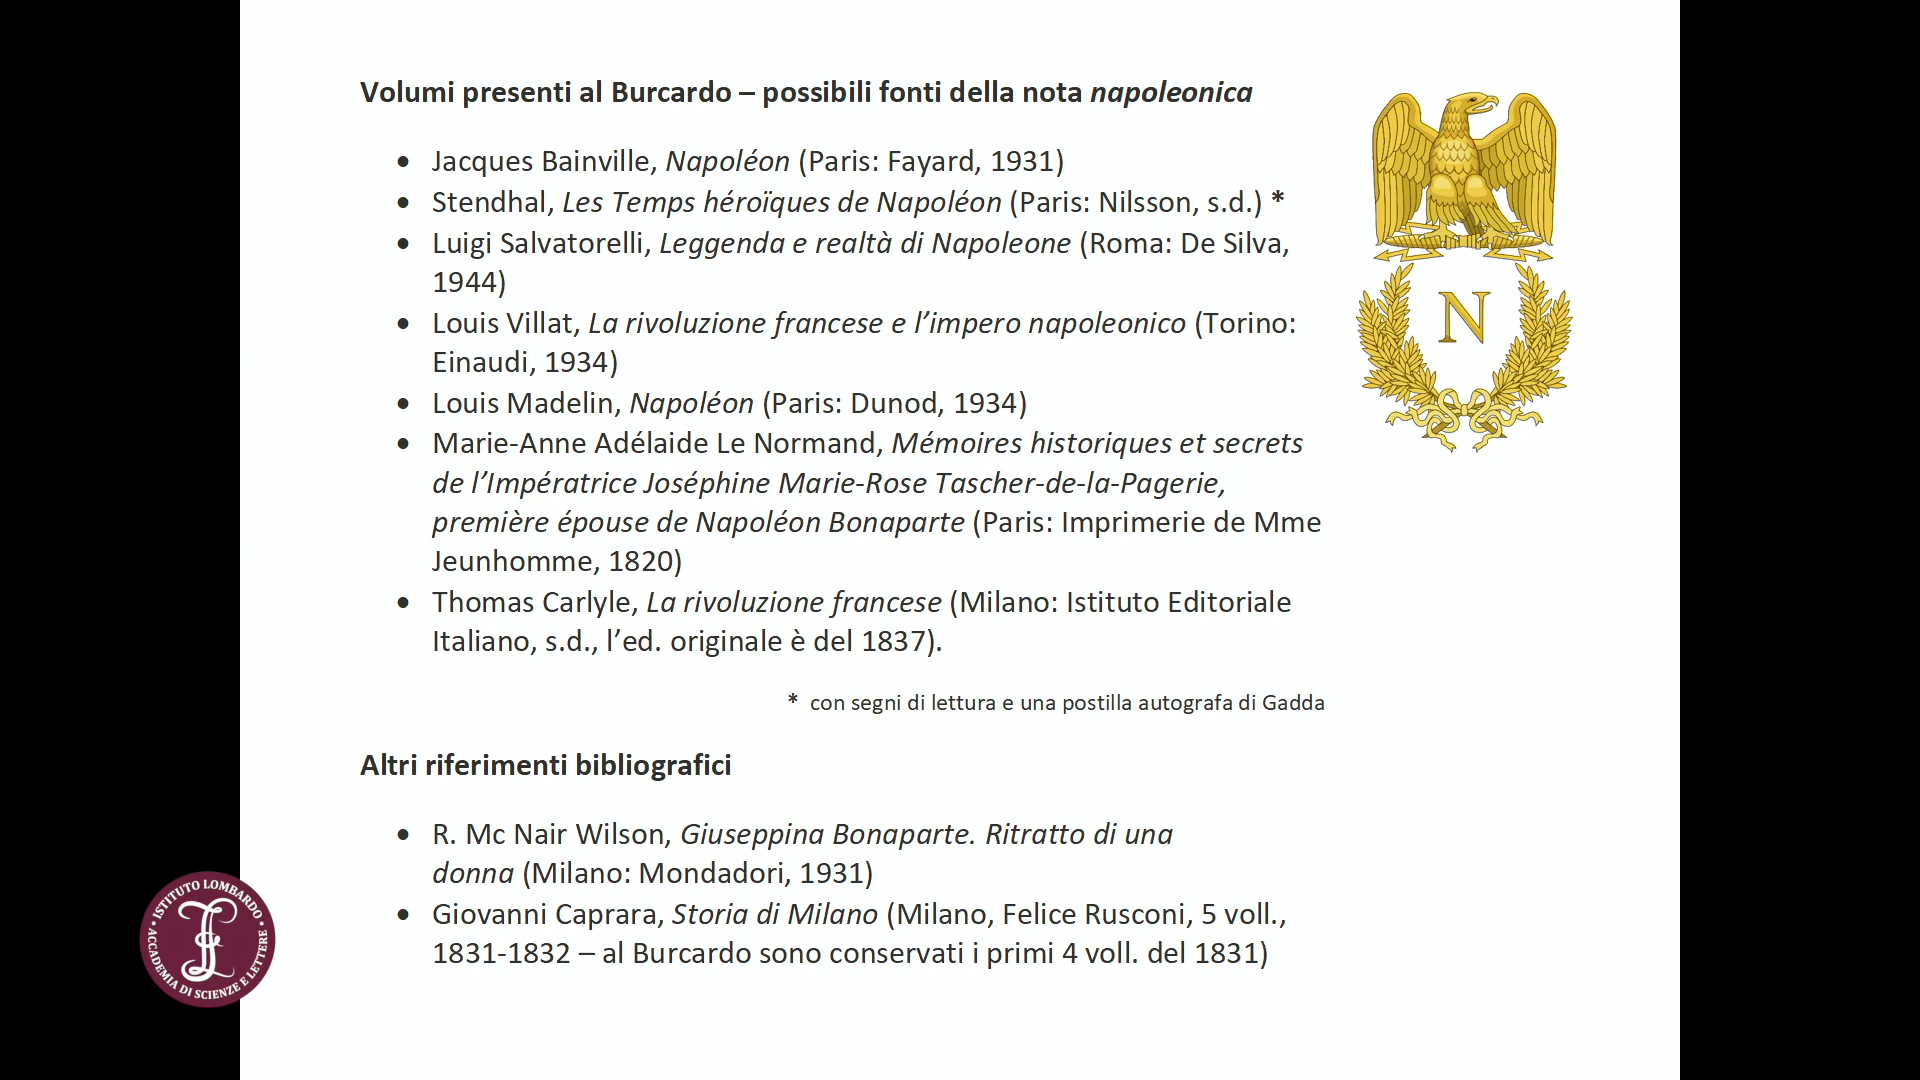 Volumi presenti al Burcardo – possibili fonti della nota napoleonica
• Jacques Bainville, Napoléon (Paris: Fayard, 1931)
• Stendhal, Les Temps héroïques de Napoléon (Paris: Nilsson, s.d.) *
• Luigi Salvatorelli, Leggenda e realtà di Napoleone (Roma: De Silva,
1944)
• Louis Villat, La rivoluzione francese e l’impero napoleonico (Torino:
Einaudi, 1934)
• Louis Madelin, Napoléon (Paris: Dunod, 1934)
• Marie-Anne Adélaide Le Normand, Mémoires historiques et secrets
de l’Impératrice Joséphine Marie-Rose Tascher-de-la-Pagerie,
première épouse de Napoléon Bonaparte (Paris: Imprimerie de Mme
Jeunhomme, 1820)
• Thomas Carlyle, La rivoluzione francese (Milano: Istituto Editoriale
Italiano, s.d., l’ed. originale è del 1837).
* con segni di lettura e una postilla autografa di Gadda
N
Altri riferimenti bibliografici
• R. Mc Nair Wilson, Giuseppina Bonaparte. Ritratto di una
donna (Milano: Mondadori, 1931)
• Giovanni Caprara, Storia di Milano (Milano, Felice Rusconi, 5 voll.,
1831-1832 – al Burcardo sono conservati i primi 4 voll. del 1831)
ISTITUTO LOMBARDO
ACCADEMIA DI SCIENZE E LETTERE